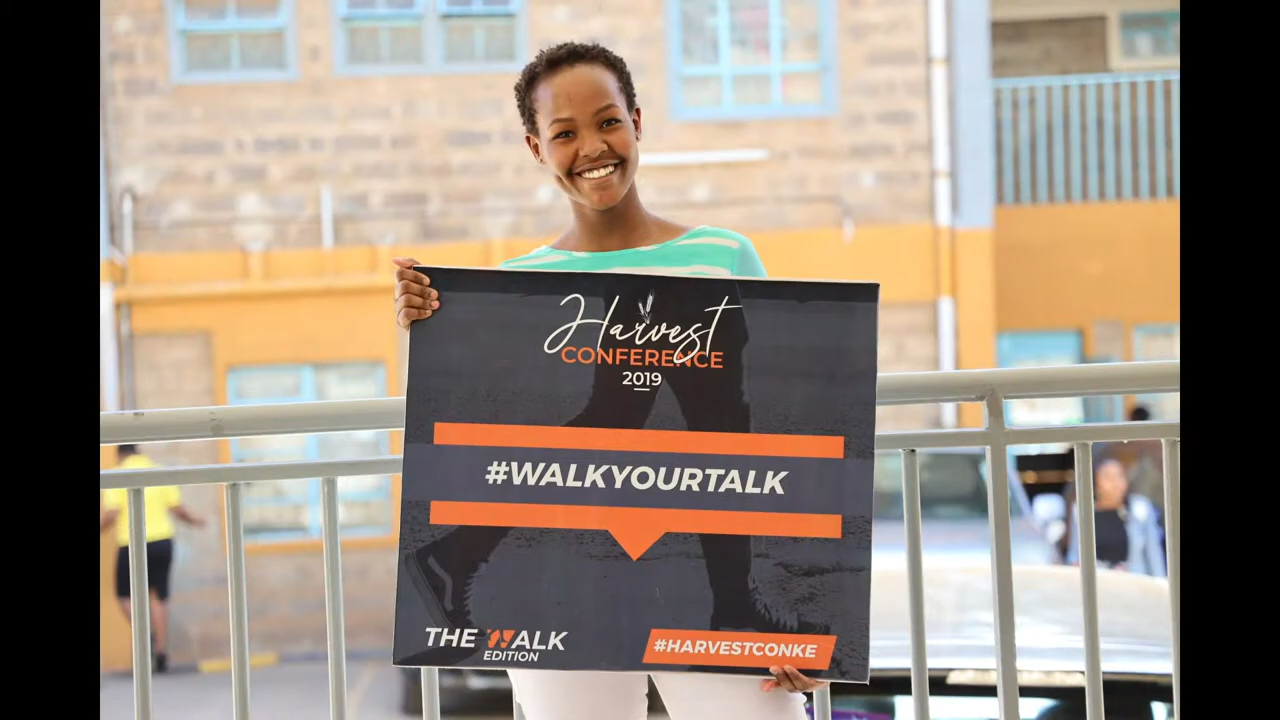 Harvest
CONFERENCE
2019
#WALKYOURTALK
THE WALK
EDITION
#HARVESTCONKE